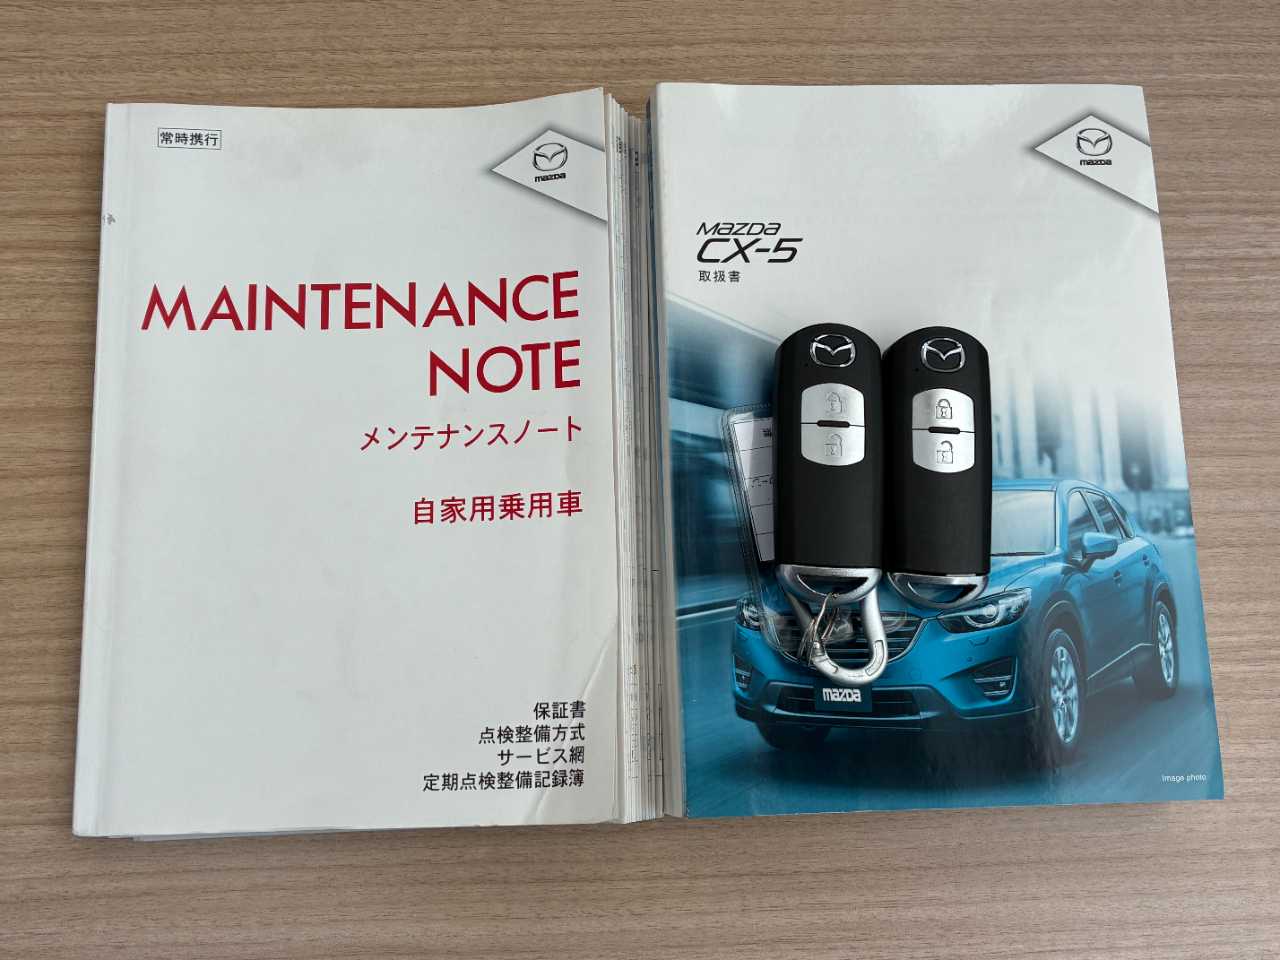 常時携行
mazda
MAINTENANCE
NOTE
メンテナンスノート
自家用乗用車
保証書
点検整備方式
サービス網
定期点検整備記録簿
mazda
mazda
CX-5
取扱書
mazda
Image photo